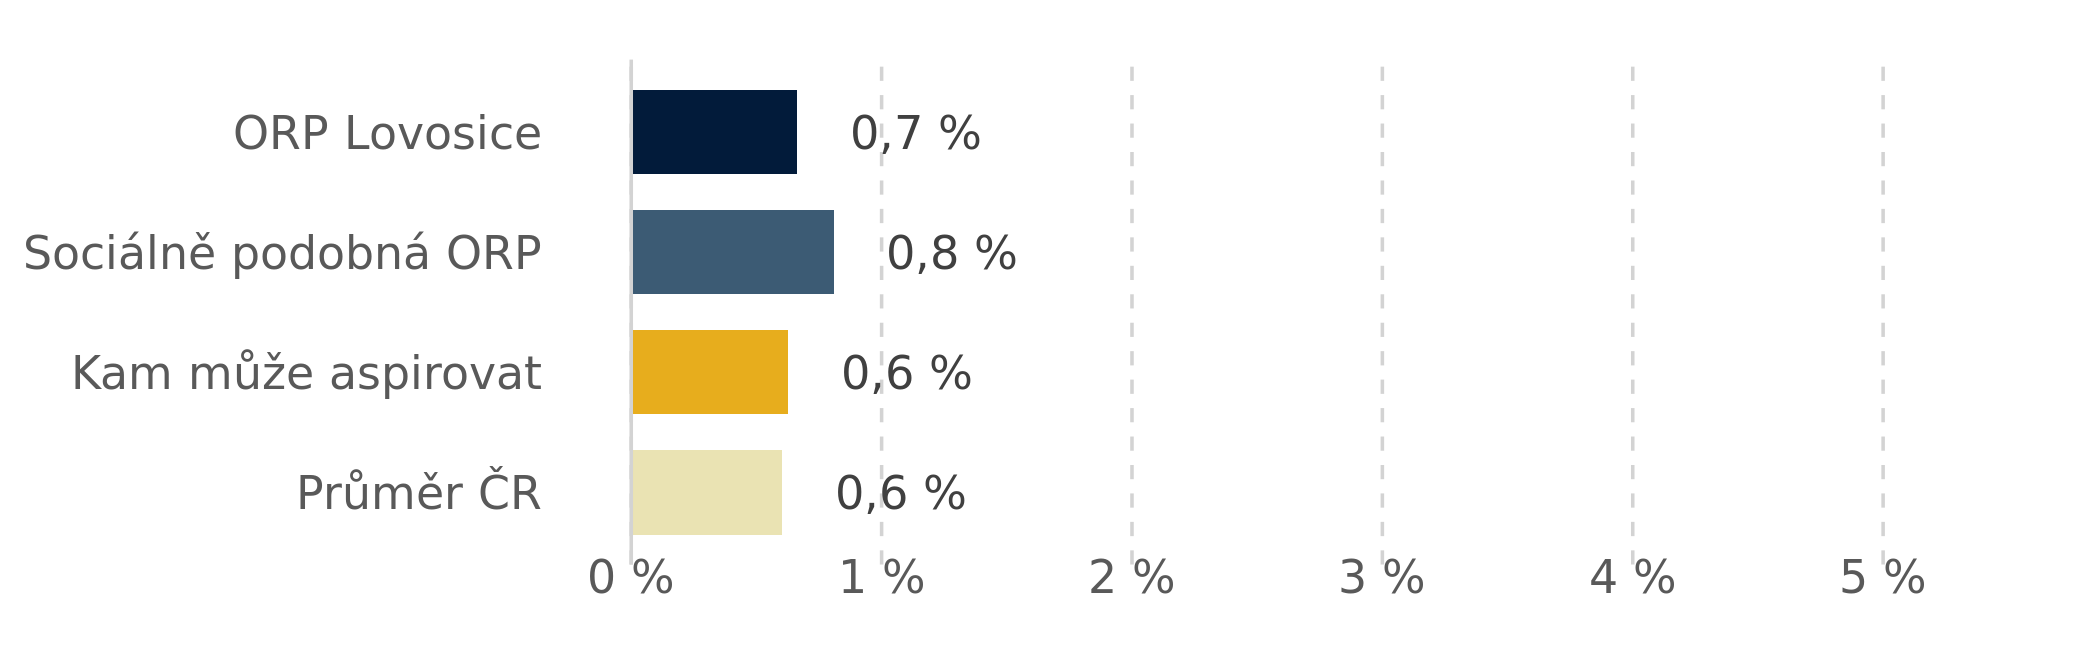 ORP Lovosice 0,7 %
Sociálně podobná ORP 0,8 %
Kam může aspirovat 0,6 %
Průměr ČR 0,6 %
0 % 1 % 2 % 3 % 4 % 5 %